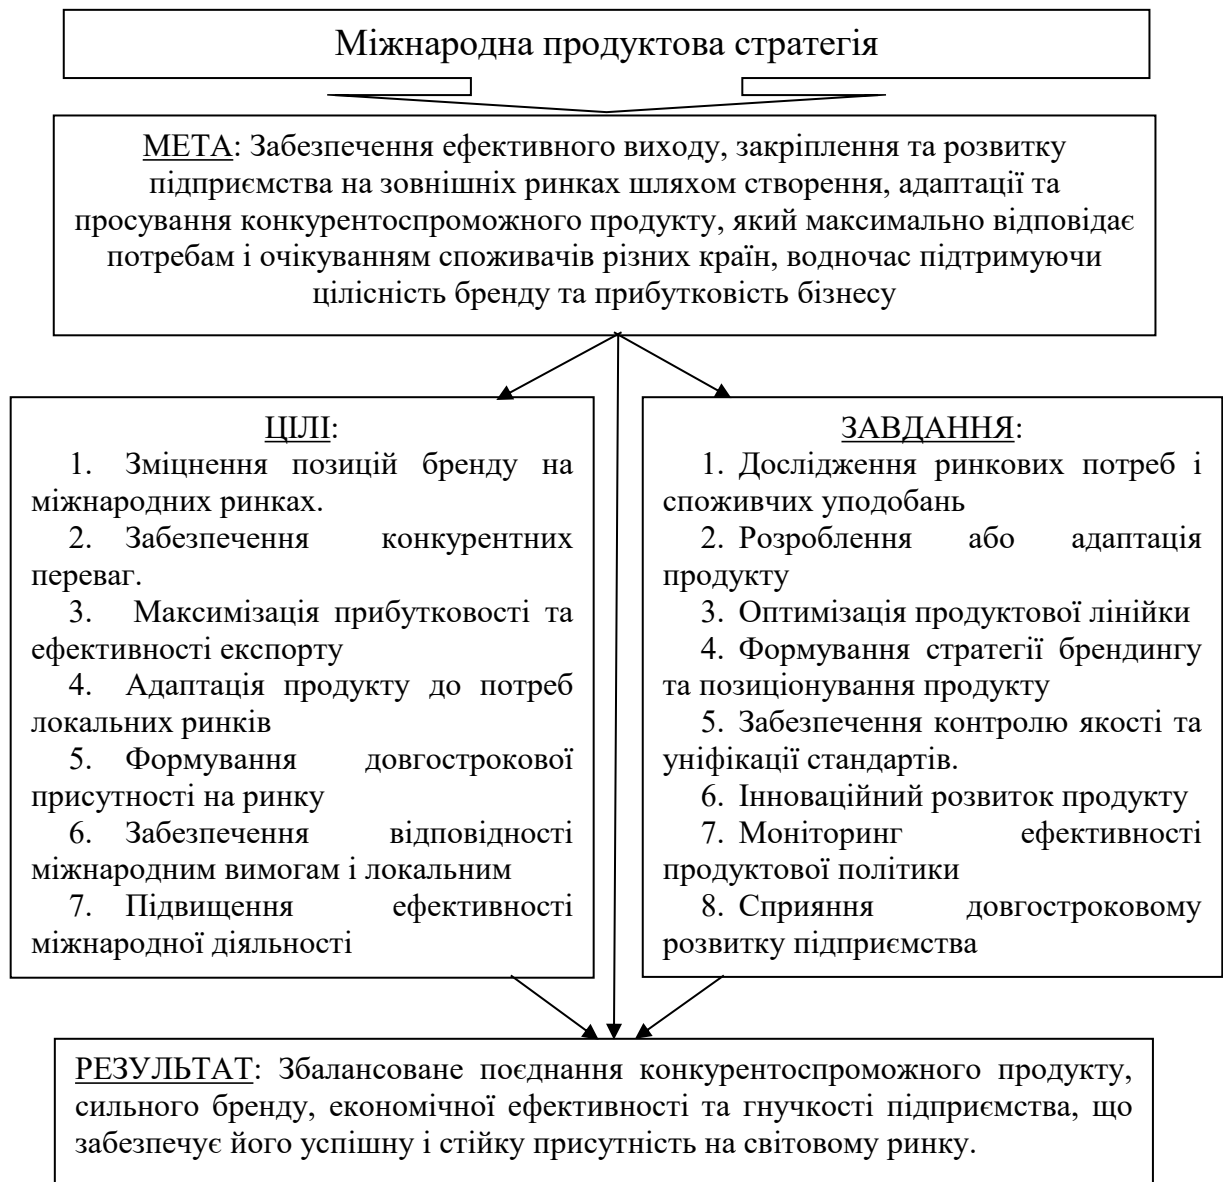 Міжнародна продуктова стратегія
МЕТА: Забезпечення ефективного виходу, закріплення та розвитку
підприємства на зовнішніх ринках шляхом створення, адаптації та
просування конкурентоспроможного продукту, який максимально відповідає
потребам і очікуванням споживачів різних країн, водночас підтримуючи
цілісність бренду та прибутковість бізнесу
ЦІЛІ:
1. Зміцнення позицій бренду на
міжнародних ринках.
2. Забезпечення конкурентних
переваг.
3. Максимізація прибутковості та
ефективності експорту
4. Адаптація продукту до потреб
локальних ринків
5. Формування довгострокової
присутності на ринку
6. Забезпечення відповідності
міжнародним вимогам і локальним
7. Підвищення ефективності
міжнародної діяльності
ЗАВДАННЯ:
1. Дослідження ринкових потреб і
споживчих уподобань
2. Розроблення або адаптація
продукту
3. Оптимізація продуктової лінійки
4. Формування стратегії брендингу
та позиціонування продукту
5. Забезпечення контролю якості та
уніфікації стандартів.
6. Інноваційний розвиток продукту
7. Моніторинг ефективності
продуктової політики
8. Сприяння довгостроковому
розвитку підприємства
РЕЗУЛЬТАТ: Збалансоване поєднання конкурентоспроможного продукту,
сильного бренду, економічної ефективності та гнучкості підприємства, що
забезпечує його успішну і стійку присутність на світовому ринку.